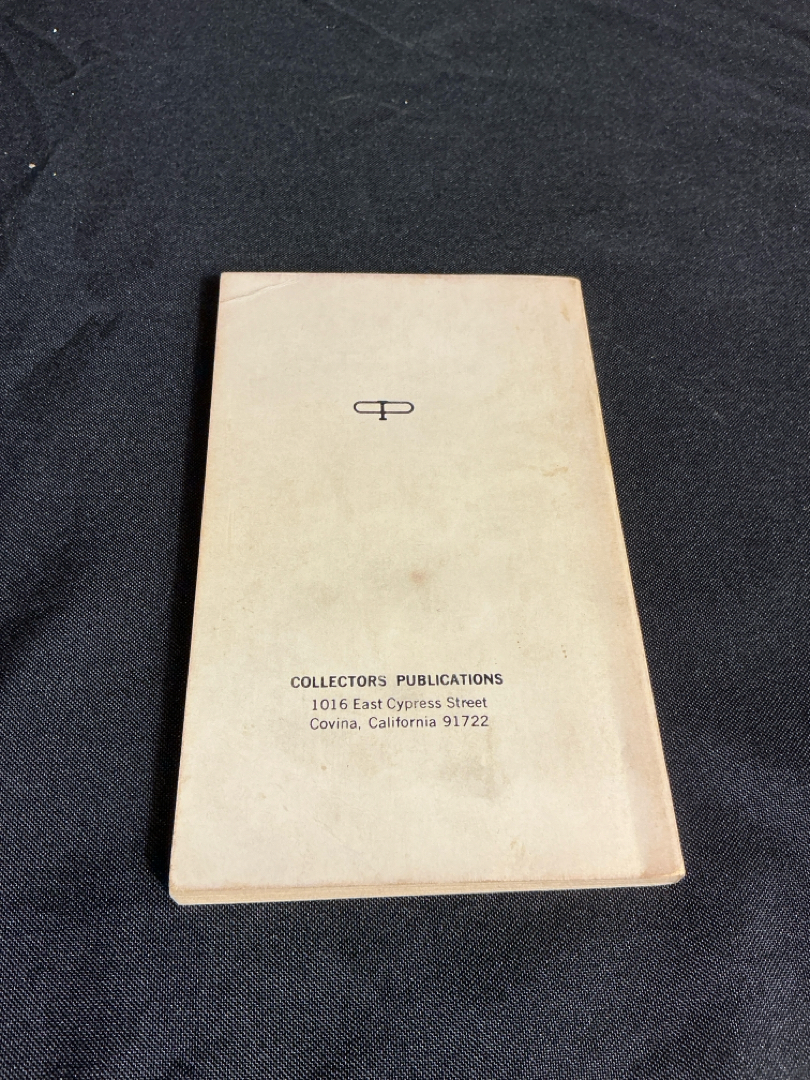 COLLECTORS PUBLICATIONS
1016 East Cypress Street
Covina, California 91722